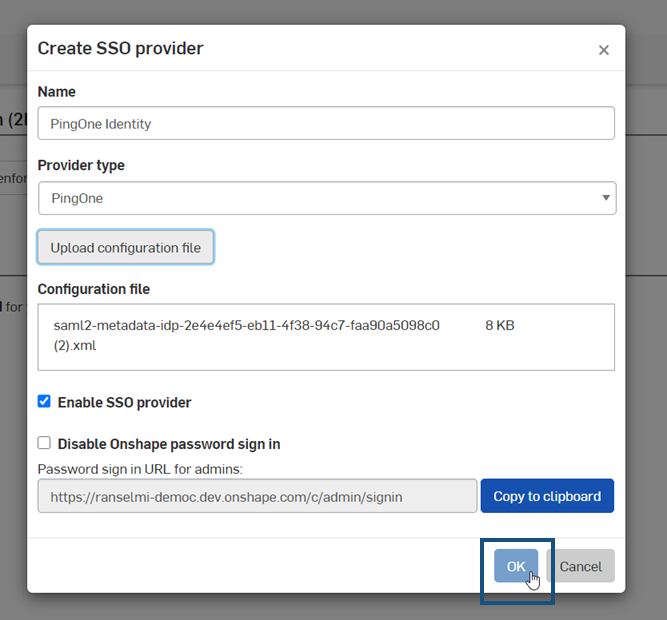 Create SSO provider ×
Name
PingOne Identity
Provider type
PingOne
Upload configuration file
Configuration file
saml2-metadata-idp-2e4e4ef5-eb11-4f38-94c7-faa90a5098c0 8 KB
(2).xml
Enable SSO provider
Disable Onshape password sign in
Password sign in URL for admins:
https://ranselmi-democ.dev.onshape.com/c/admin/signin Copy to clipboard
OK Cancel
for